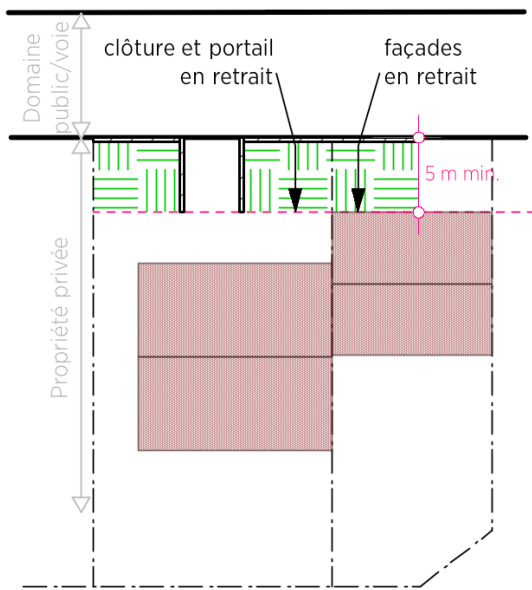 Domaine
public/voie
clôture et portail
en retrait
façades
en retrait
5 m min.
Propriété privée